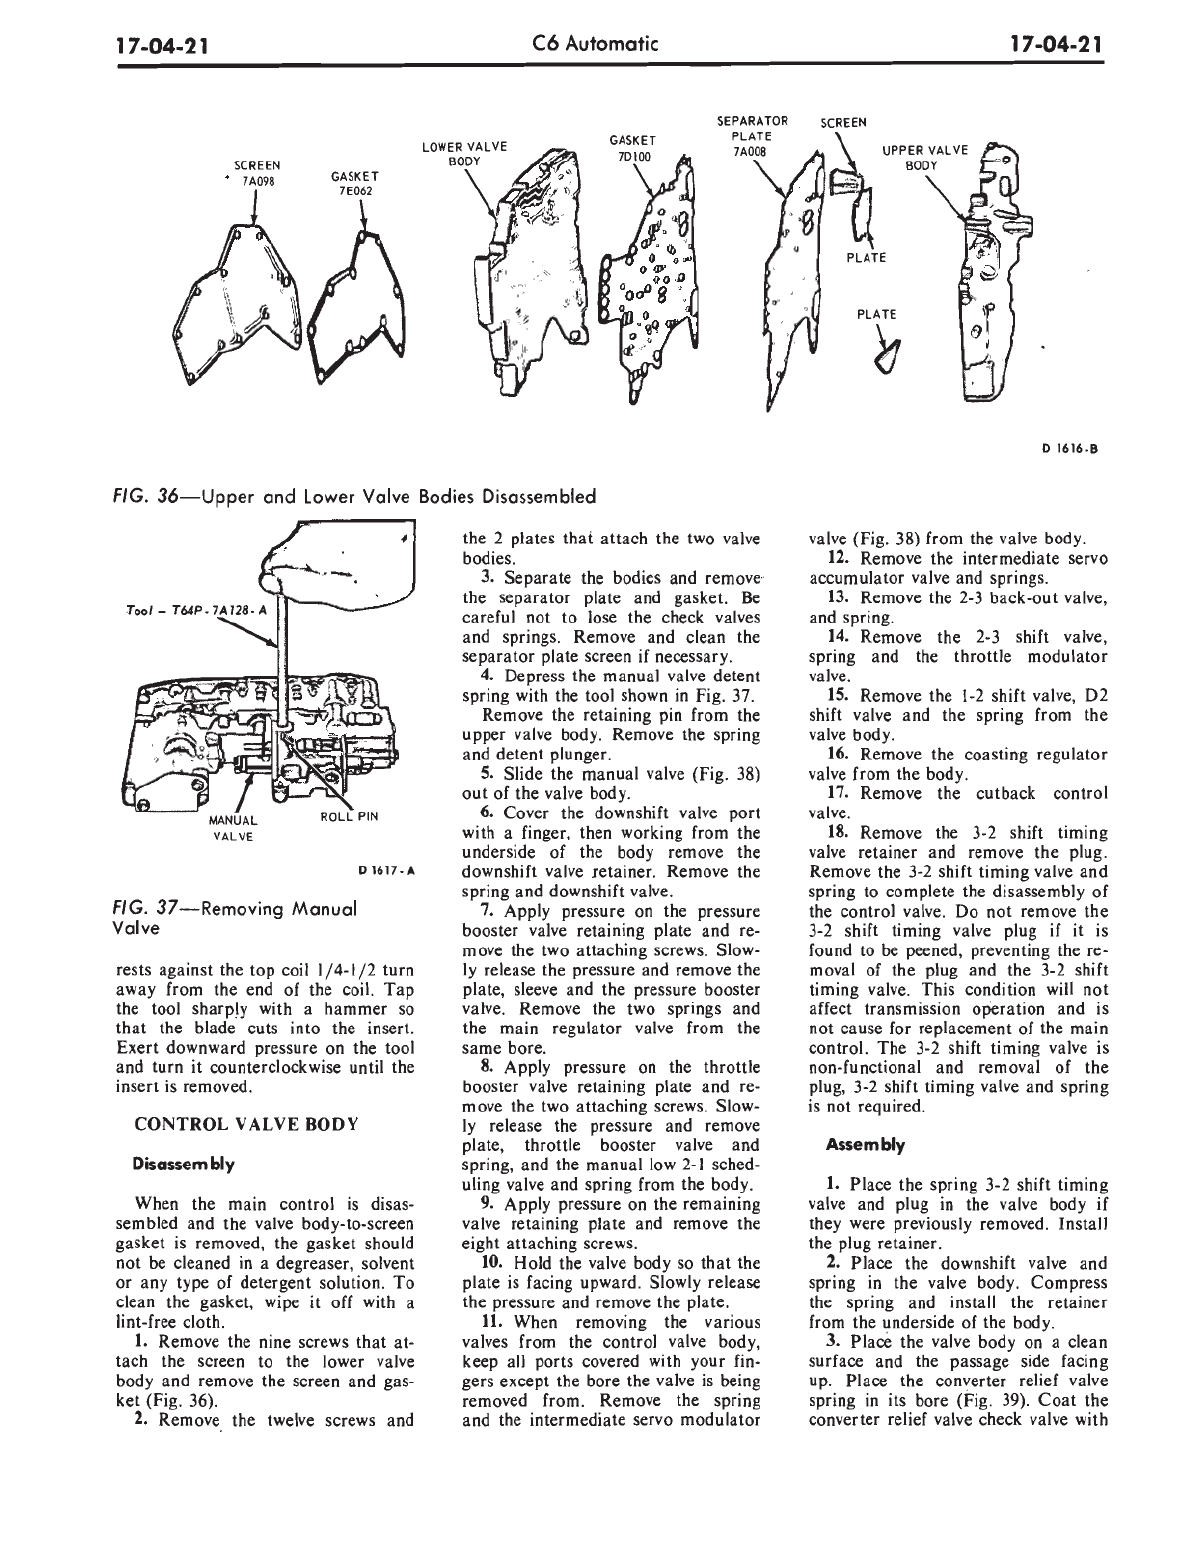 17-04-21
C6 Automatic
17-04-21
SCREEN
7A098
GASKET
7E062
LOWER VALVE
BODY
GASKET
7D100
SEPARATOR
PLATE
7A008
SCREEN
UPPER VALVE
BODY
PLATE
PLATE
D 1616-B
FIG. 36—Upper and Lower Valve Bodies Disassembled
Tool - T64P-7A128-A
MANUAL
VALVE
ROLL PIN
D 1617-A
FIG. 37—Removing Manual
Valve
rests against the top coil 1/4-1/2 turn
away from the end of the coil. Tap
the tool sharply with a hammer so
that the blade cuts into the insert.
Exert downward pressure on the tool
and turn it counterclockwise until the
insert is removed.
CONTROL VALVE BODY
Disassembly
When the main control is disas-
sembled and the valve body-to-screen
gasket is removed, the gasket should
not be cleaned in a degreaser, solvent
or any type of detergent solution. To
clean the gasket, wipe it off with a
lint-free cloth.
1. Remove the nine screws that at-
tach the screen to the lower valve
body and remove the screen and gas-
ket (Fig. 36).
2. Remove the twelve screws and
the 2 plates that attach the two valve
bodies.
3. Separate the bodies and remove
the separator plate and gasket. Be
careful not to lose the check valves
and springs. Remove and clean the
separator plate screen if necessary.
4. Depress the manual valve detent
spring with the tool shown in Fig. 37.
Remove the retaining pin from the
upper valve body. Remove the spring
and detent plunger.
5. Slide the manual valve (Fig. 38)
out of the valve body.
6. Cover the downshift valve port
with a finger, then working from the
underside of the body remove the
downshift valve retainer. Remove the
spring and downshift valve.
7. Apply pressure on the pressure
booster valve retaining plate and re-
move the two attaching screws. Slow-
ly release the pressure and remove the
plate, sleeve and the pressure booster
valve. Remove the two springs and
the main regulator valve from the
same bore.
8. Apply pressure on the throttle
booster valve retaining plate and re-
move the two attaching screws. Slow-
ly release the pressure and remove
plate, throttle booster valve and
spring, and the manual low 2-1 sched-
uling valve and spring from the body.
9. Apply pressure on the remaining
valve retaining plate and remove the
eight attaching screws.
10. Hold the valve body so that the
plate is facing upward. Slowly release
the pressure and remove the plate.
11. When removing the various
valves from the control valve body,
keep all ports covered with your fin-
gers except the bore the valve is being
removed from. Remove the spring
and the intermediate servo modulator
valve (Fig. 38) from the valve body.
12. Remove the intermediate servo
accumulator valve and springs.
13. Remove the 2-3 back-out valve,
and spring.
14. Remove the 2-3 shift valve,
spring and the throttle modulator
valve.
15. Remove the 1-2 shift valve, D2
shift valve and the spring from the
valve body.
16. Remove the coasting regulator
valve from the body.
17. Remove the cutback control
valve.
18. Remove the 3-2 shift timing
valve retainer and remove the plug.
Remove the 3-2 shift timing valve and
spring to complete the disassembly of
the control valve. Do not remove the
3-2 shift timing valve plug if it is
found to be peened, preventing the re-
moval of the plug and the 3-2 shift
timing valve. This condition will not
affect transmission operation and is
not cause for replacement of the main
control. The 3-2 shift timing valve is
non-functional and removal of the
plug, 3-2 shift timing valve and spring
is not required.
Assembly
1. Place the spring 3-2 shift timing
valve and plug in the valve body if
they were previously removed. Install
the plug retainer.
2. Place the downshift valve and
spring in the valve body. Compress
the spring and install the retainer
from the underside of the body.
3. Place the valve body on a clean
surface and the passage side facing
up. Place the converter relief valve
spring in its bore (Fig. 39). Coat the
converter relief valve check valve with